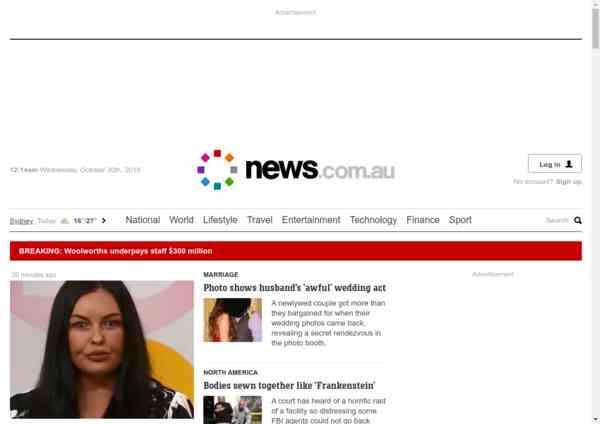 Advertisement
12:14am Wednesday, October 30th, 2019
news.com.au
Log in
No account? Sign up
Sydney Today 16°/27° National World Lifestyle Travel Entertainment Technology Finance Sport Search
BREAKING: Woolworths underpays staff $300 million
minutes ago
MARRIAGE
Advertisement
Photo shows husband's 'awful' wedding act
A newlywed couple got more than
they bargained for when their
wedding photos came back,
revealing a secret rendezvous in
the photo booth.
NORTH AMERICA
Bodies sewn together like 'Frankenstein'
A court has heard of a horrific raid
of a facility so distressing some
FBI agents could not go back